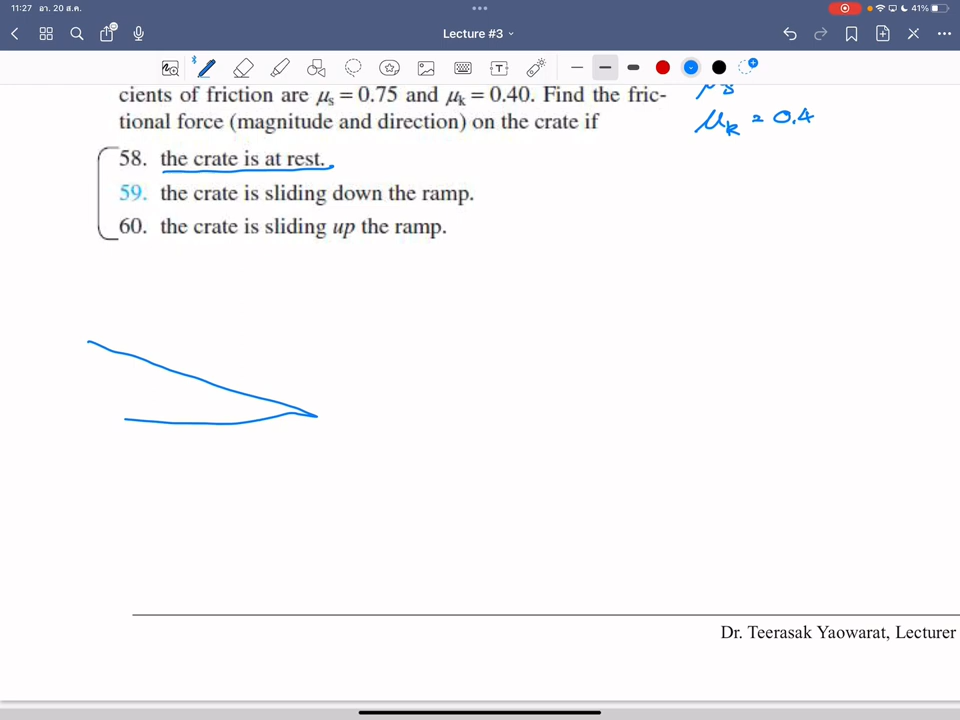 11:27 อา. 20 ส.ค.
41%
Lecture #3
T
cients of friction are μs = 0.75 and μk = 0.40. Find the fric-
tional force (magnitude and direction) on the crate if
μs
μk = 0.4
58. the crate is at rest.
59. the crate is sliding down the ramp.
60. the crate is sliding up the ramp.
Dr. Teerasak Yaowarat, Lecturer